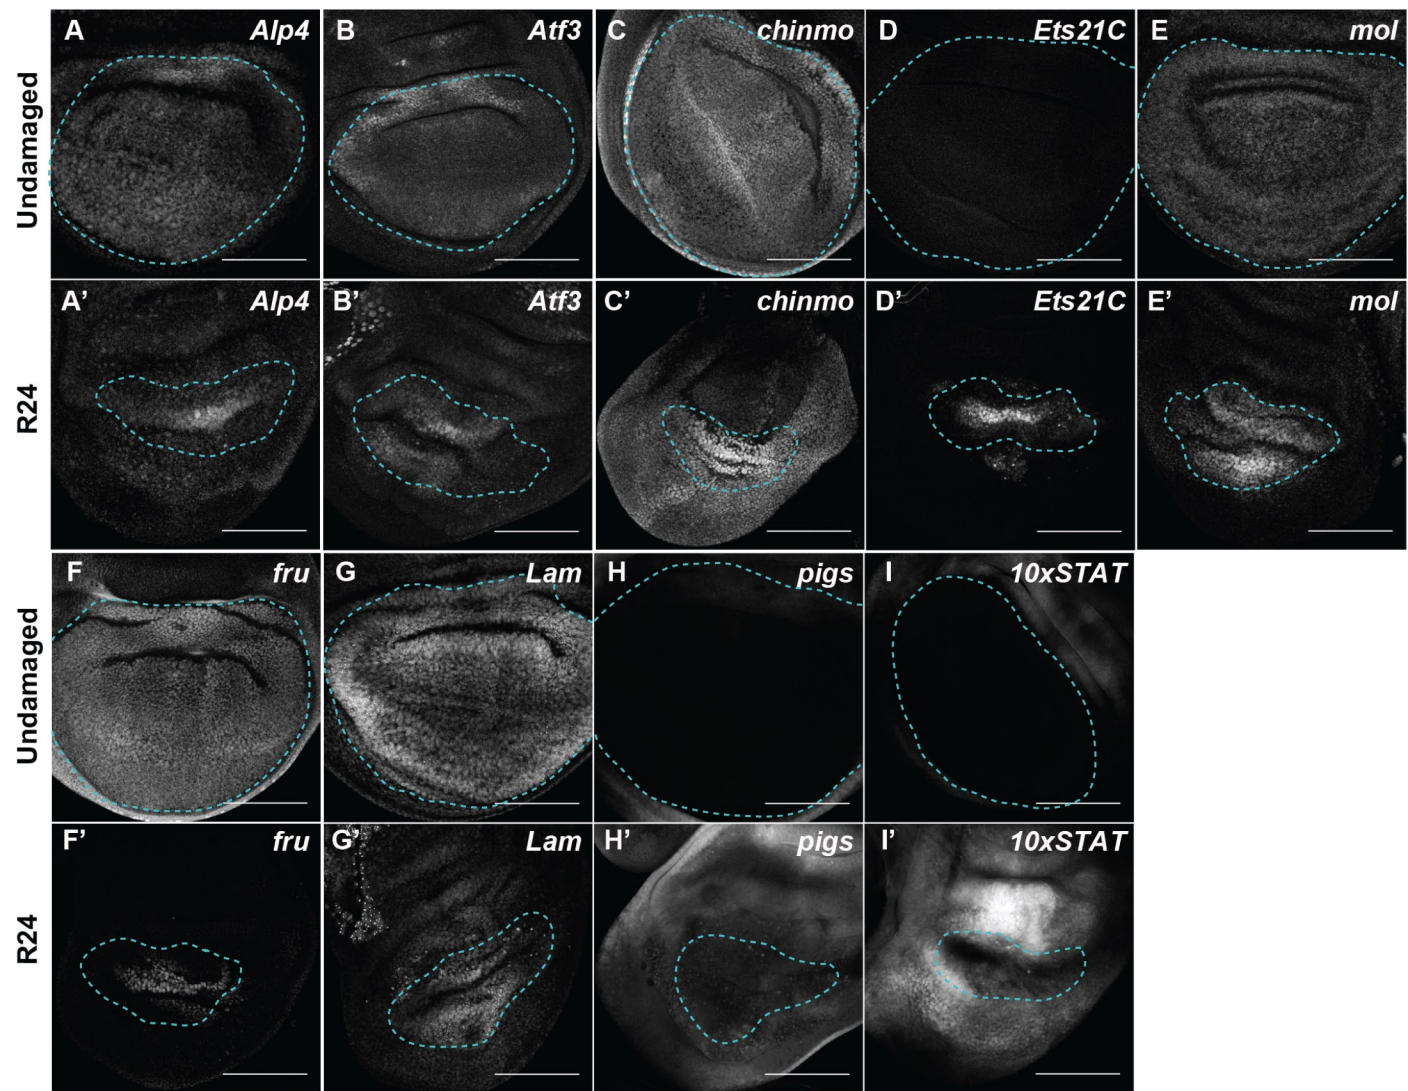 Undamaged
A Alp4
B Atf3
C chinmo
D Ets21C
E mol
R24
A' Alp4
B' Atf3
C' chinmo
D' Ets21C
E' mol
Undamaged
F fru
G Lam
H pigs
I 10xSTAT
R24
F' fru
G' Lam
H' pigs
I' 10xSTAT